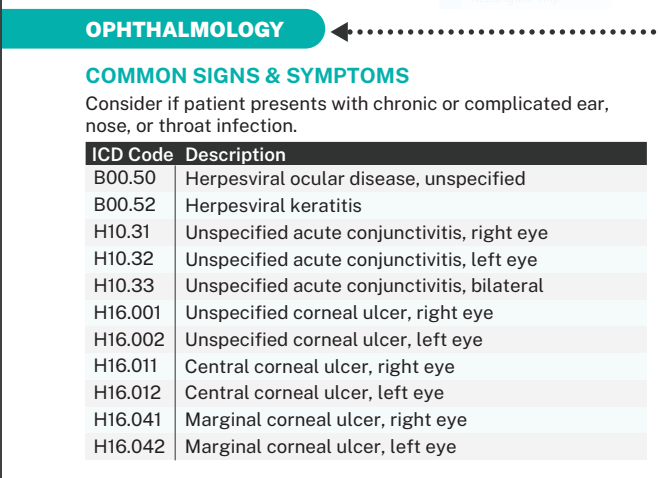 OPHTHALMOLOGY
COMMON SIGNS & SYMPTOMS
Consider if patient presents with chronic or complicated ear,
nose, or throat infection.
ICD Code Description
B00.50 Herpesviral ocular disease, unspecified
B00.52 Herpesviral keratitis
H10.31 Unspecified acute conjunctivitis, right eye
H10.32 Unspecified acute conjunctivitis, left eye
H10.33 Unspecified acute conjunctivitis, bilateral
H16.001 Unspecified corneal ulcer, right eye
H16.002 Unspecified corneal ulcer, left eye
H16.011 Central corneal ulcer, right eye
H16.012 Central corneal ulcer, left eye
H16.041 Marginal corneal ulcer, right eye
H16.042 Marginal corneal ulcer, left eye